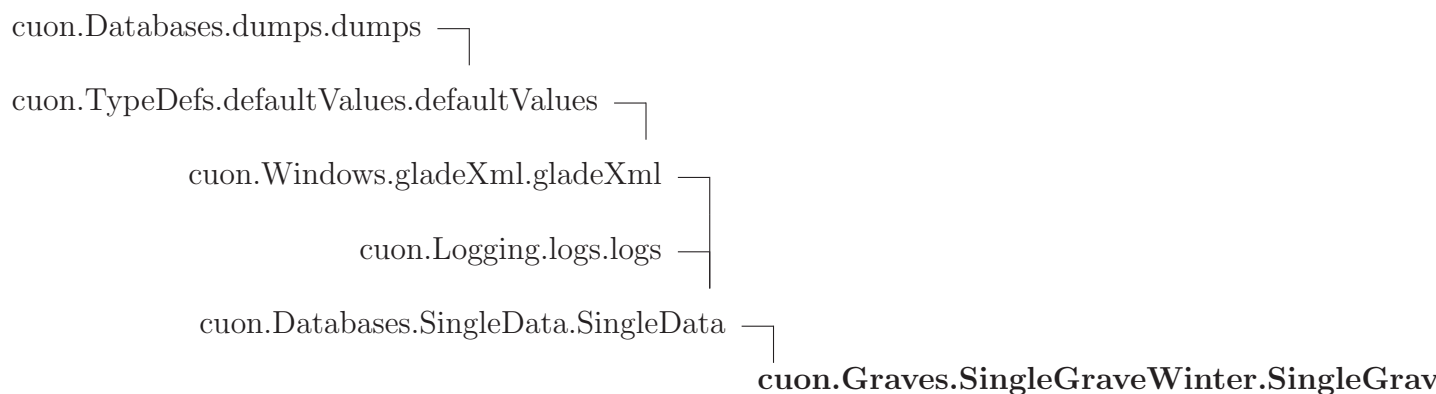 cuon.Databases.dumps.dumps
cuon.TypeDefs.defaultValues.defaultValues
cuon.Windows.gladeXml.gladeXml
cuon.Logging.logs.logs
cuon.Databases.SingleData.SingleData
cuon.Graves.SingleGraveWinter.SingleGrav